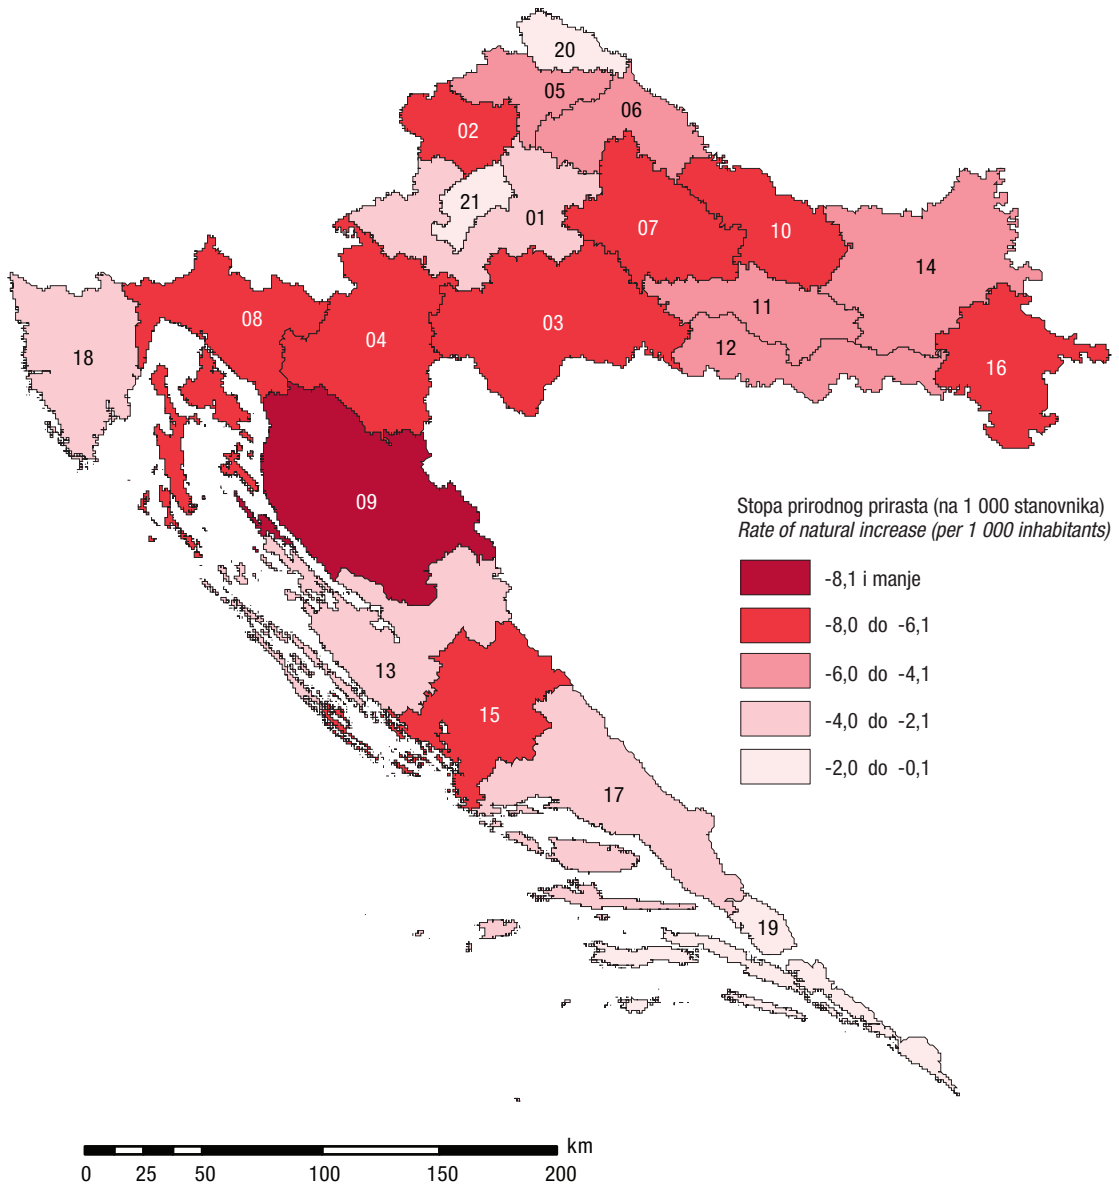 20
05
06
02
21
01
07
10
14
11
08
03
04
12
18
16
09
Stopa prirodnog prirasta (na 1 000 stanovnika)
Rate of natural increase (per 1 000 inhabitants)
-8,1 i manje
-8,0 do -6,1
-6,0 do -4,1
-4,0 do -2,1
-2,0 do -0,1
13
15
17
19
km
0 25 50 100 150 200